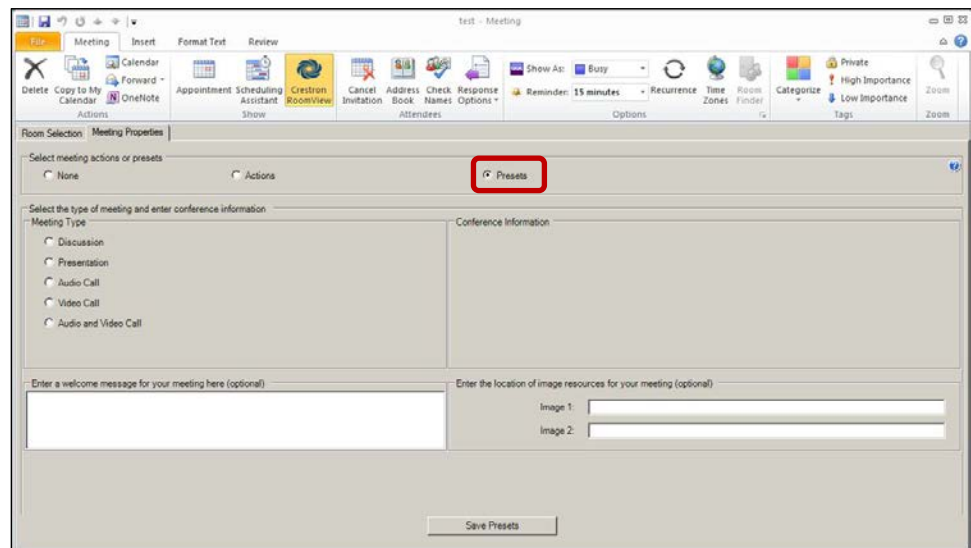 test - Meeting
File Meeting Insert Format Text Review
Delete Copy to My Calendar Calendar Forward OneNote
Actions
Appointment Scheduling Assistant Crestron RoomView
Show
Cancel Invitation Address Book Check Names Response Options
Attendees
Show As: Busy
Reminder: 15 minutes
Recurrence Time Zones Room Finder
Options
Categorize Private
High Importance
Low Importance
Tags
Zoom
Zoom
Room Selection Meeting Properties
Select meeting actions or presets
None Actions Presets
Select the type of meeting and enter conference information
Meeting Type Conference Information
Discussion
Presentation
Audio Call
Video Call
Audio and Video Call
Enter a welcome message for your meeting here (optional) Enter the location of image resources for your meeting (optional)
Image 1:
Image 2:
Save Presets